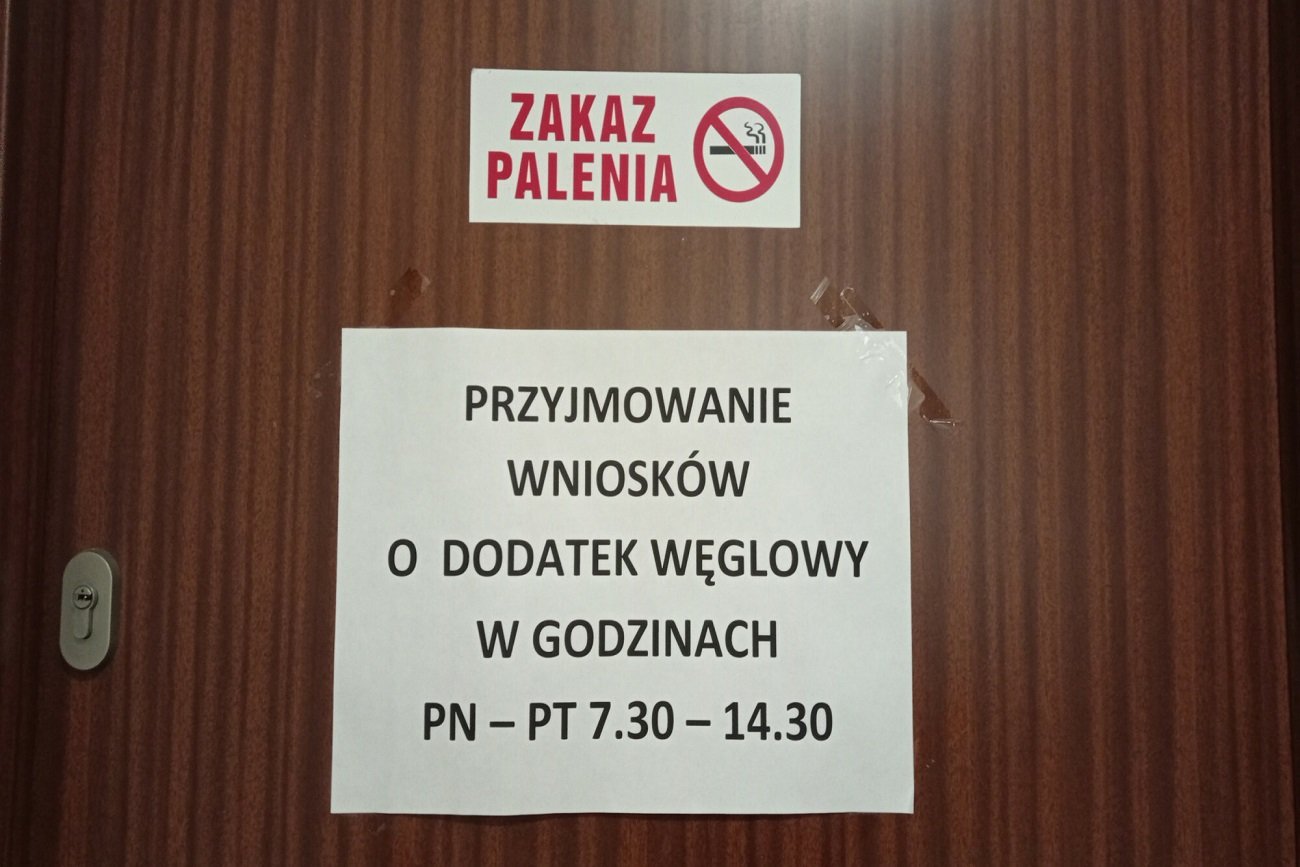 ZAKAZ
PALENIA
PRZYJMOWANIE
WNIOSKÓW
O DODATEK WĘGLOWY
W GODZINACH
PN – PT 7.30 – 14.30